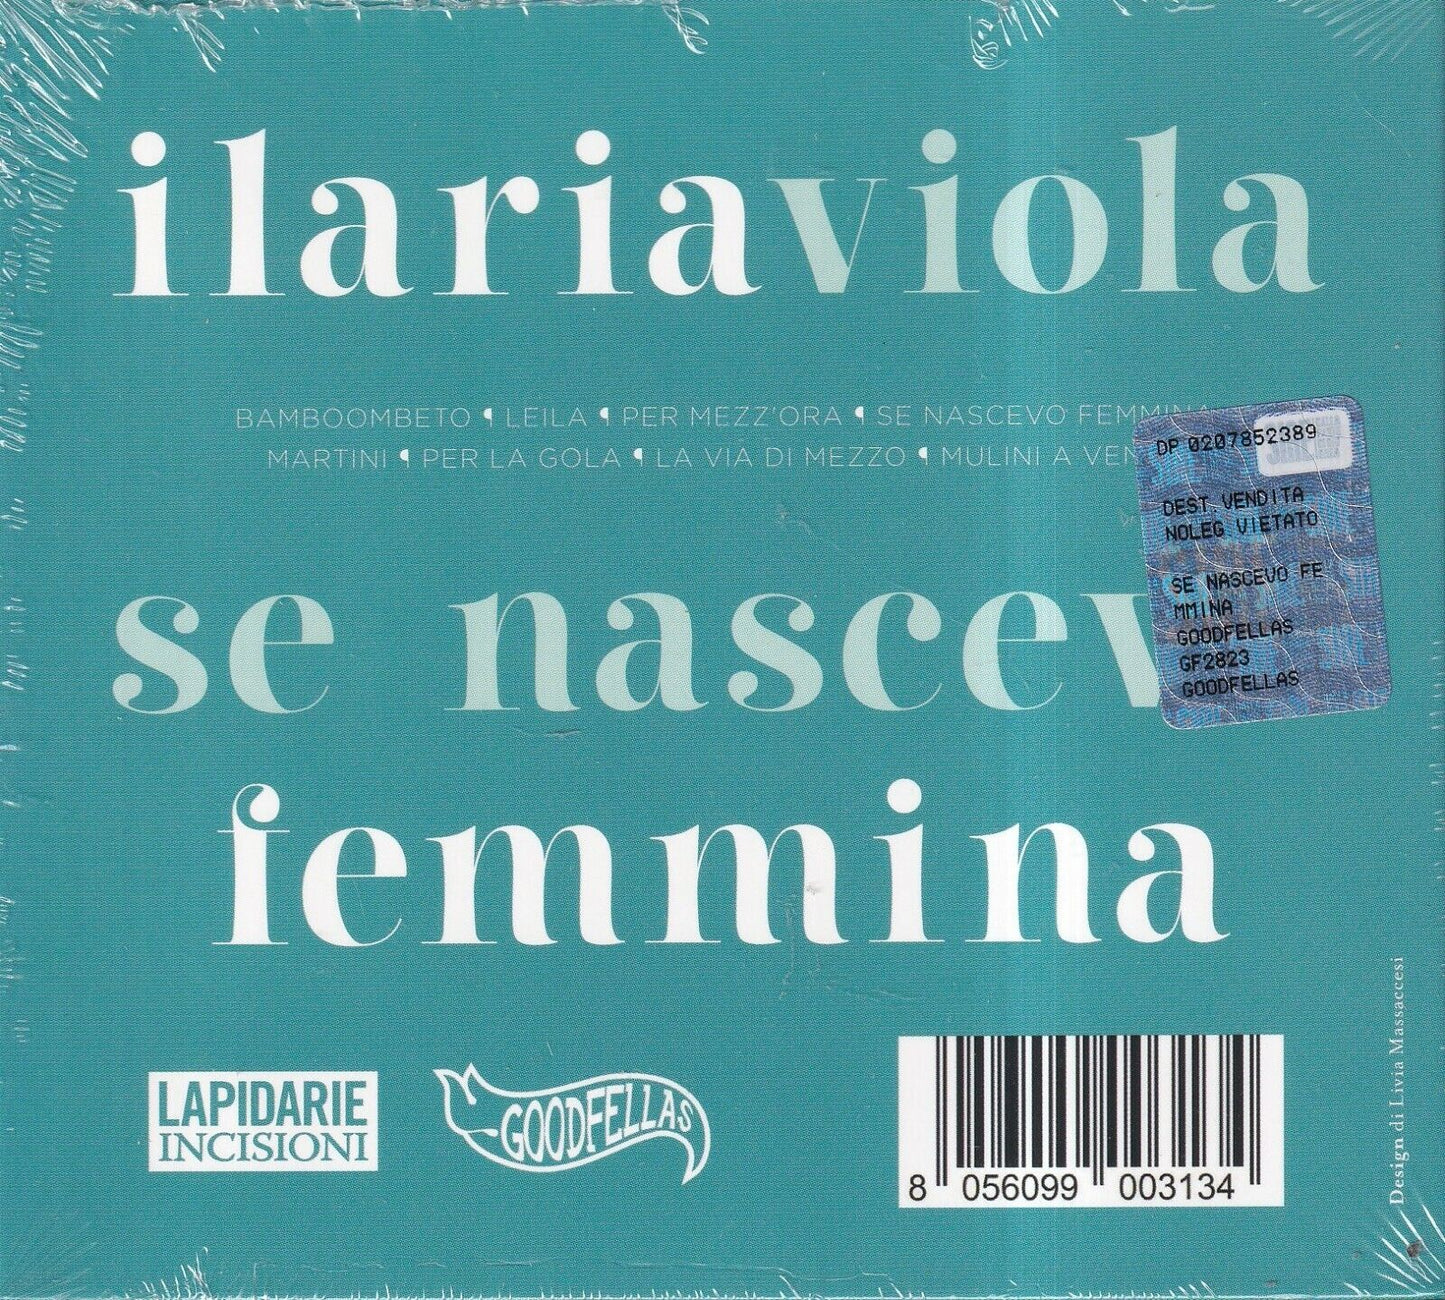 ilariaviola
BAMBOOMBETO ¶ LEILA ¶ PER MEZZ'ORA ¶ SE NASCEVO FEMMINA
MARTINI ¶ PER LA GOLA ¶ LA VIA DI MEZZO ¶ MULINI A VEN
DP 0207852389
DEST.VENDITA
NOLEG VIETATO
SE NASCEVO FE
MMINA
GOODFELLAS
GF2823
GOODFELLAS
se nascev
femmina
LAPIDARIE
INCISIONI
GOODFELLAS
8 056099 003134
Design di Livia Massaccesi